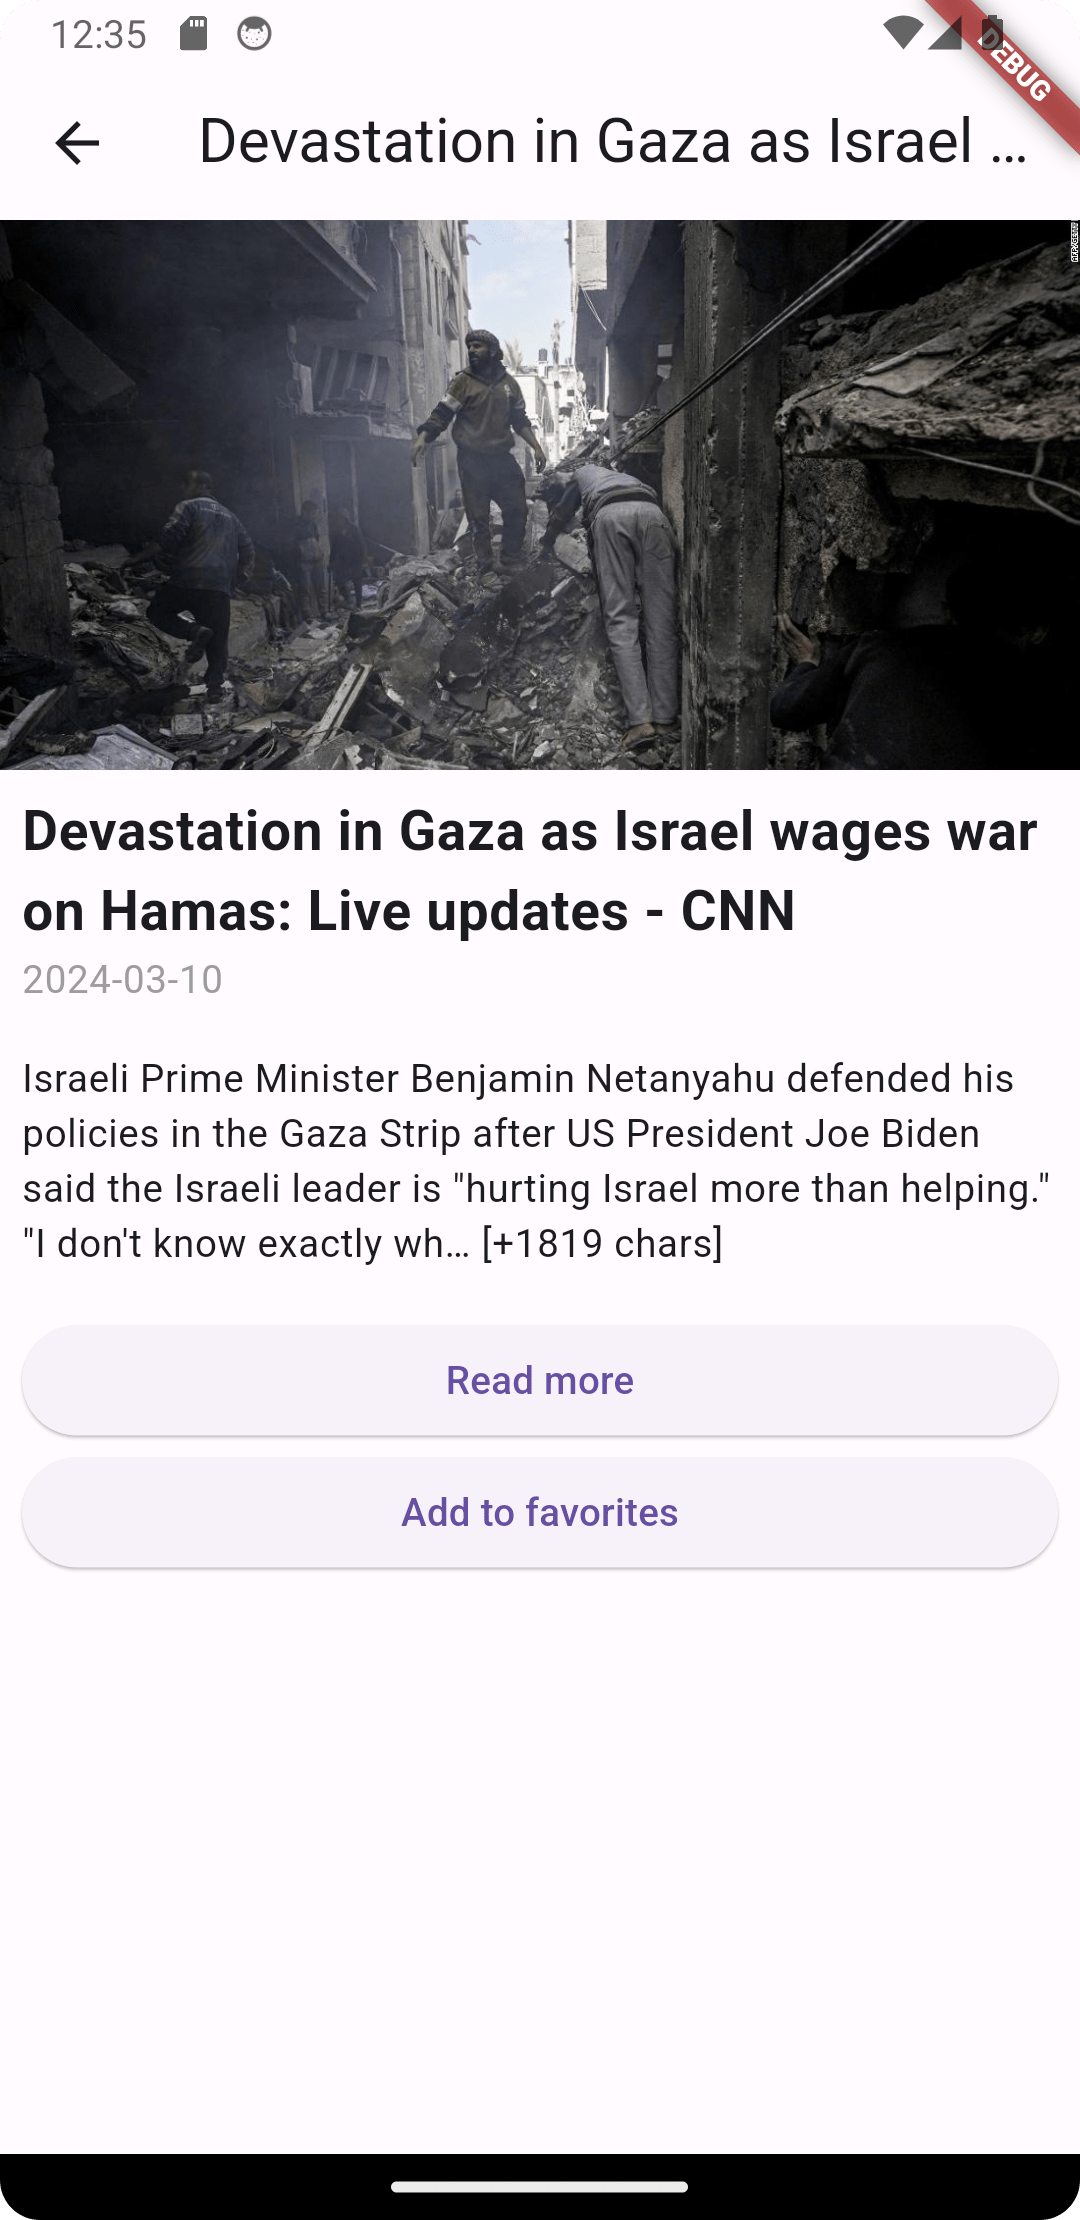 12:35
DEBUG
Devastation in Gaza as Israel ...
AFP/Getty
Devastation in Gaza as Israel wages war
on Hamas: Live updates - CNN
2024-03-10
Israeli Prime Minister Benjamin Netanyahu defended his
policies in the Gaza Strip after US President Joe Biden
said the Israeli leader is "hurting Israel more than helping."
"I don't know exactly wh… [+1819 chars]
Read more
Add to favorites